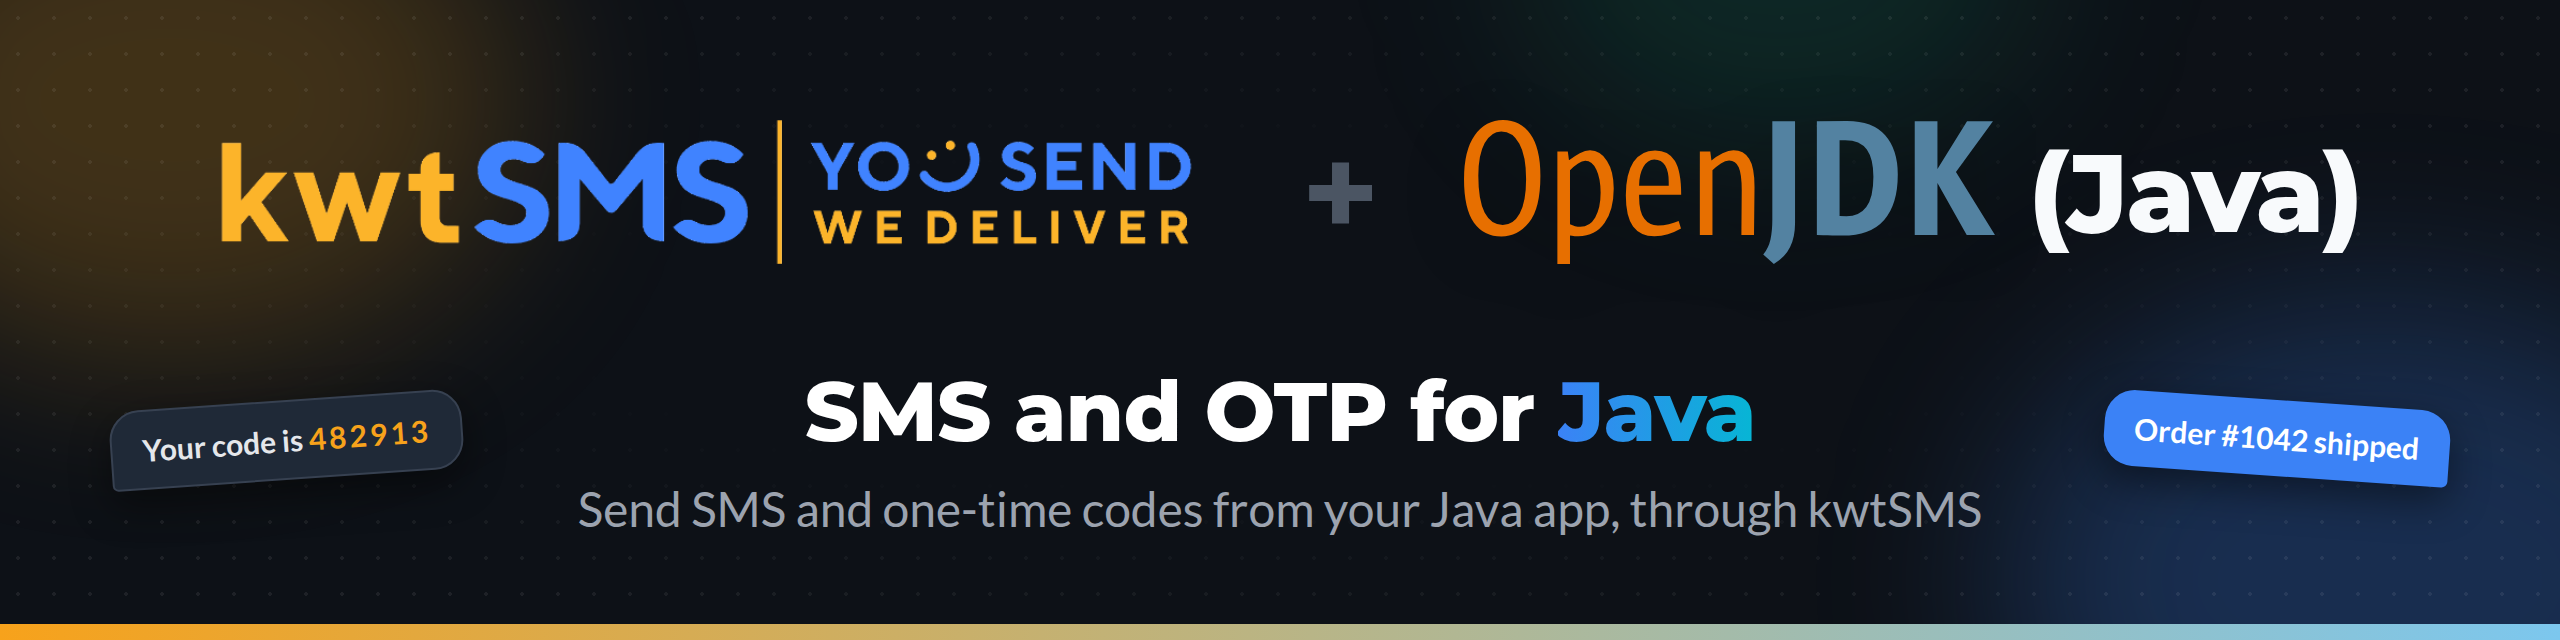 kwtSMS
YOU SEND
WE DELIVER
+
OpenJDK (Java)
SMS and OTP for Java
Your code is 482913
Order #1042 shipped
Send SMS and one-time codes from your Java app, through kwtSMS